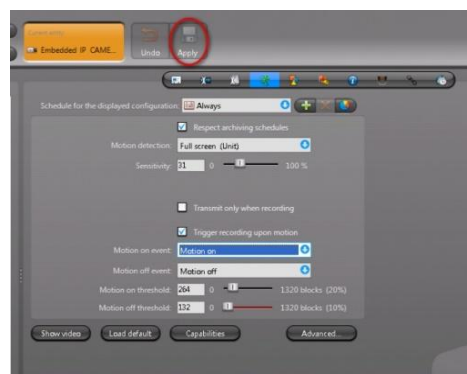 Current entity:
Embedded IP CAME...
Undo
Apply
Schedule for the displayed configuration: Always
Respect archiving schedules
Motion detection: Full screen (Unit)
Sensitivity: 31 0 100 %
Transmit only when recording
Trigger recording upon motion
Motion on event: Motion on
Motion off event: Motion off
Motion on threshold: 264 0 1320 blocks (20%)
Motion off threshold: 132 0 1320 blocks (10%)
Show video Load default Capabilities Advanced...